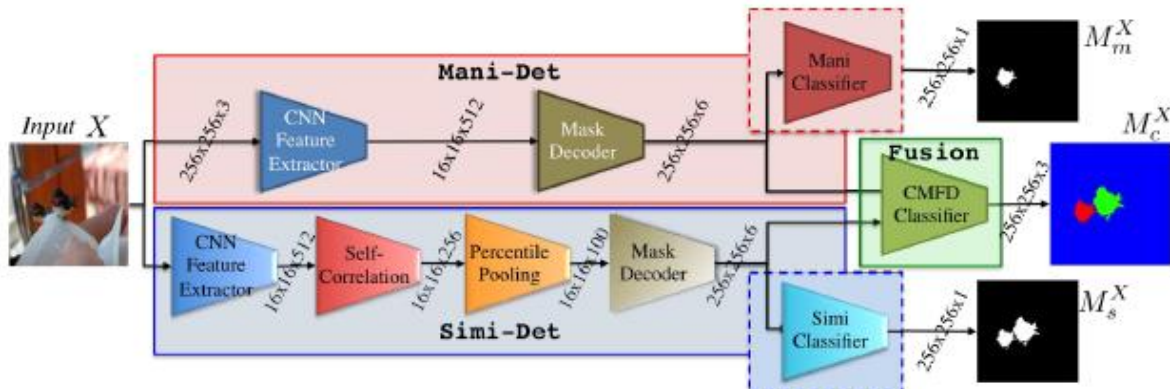 Input X
Mani-Det
256x256x3
CNN
Feature
Extractor
16x16x512
Mask
Decoder
256x256x6
Mani
Classifier
256x256x1
M_m^X
Fusion
CMFD
Classifier
256x256x3
M_c^X
CNN
Feature
Extractor
16x16x512
Self-
Correlation
16x16x256
Percentile
Pooling
16x16x100
Mask
Decoder
256x256x6
Simi-Det
Simi
Classifier
256x256x1
M_s^X